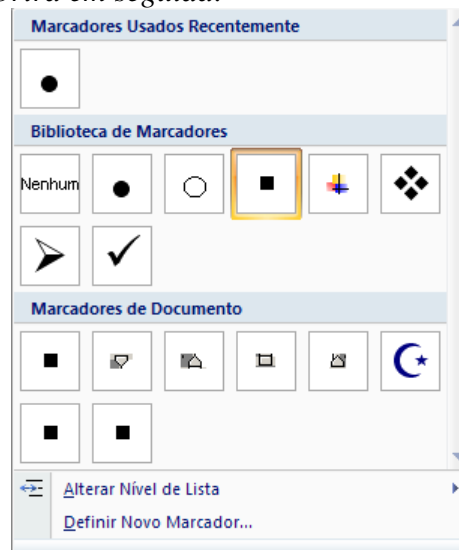 Marcadores Usados Recentemente
Biblioteca de Marcadores
Nenhum
Marcadores de Documento
Alterar Nível de Lista
Definir Novo Marcador...